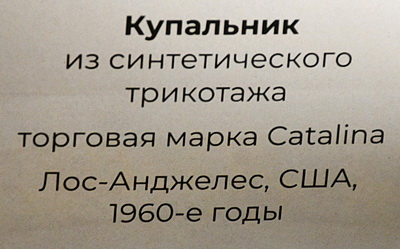 Купальник
из синтетического
трикотажа
торговая марка Catalina
Лос-Анджелес, США,
1960-е годы